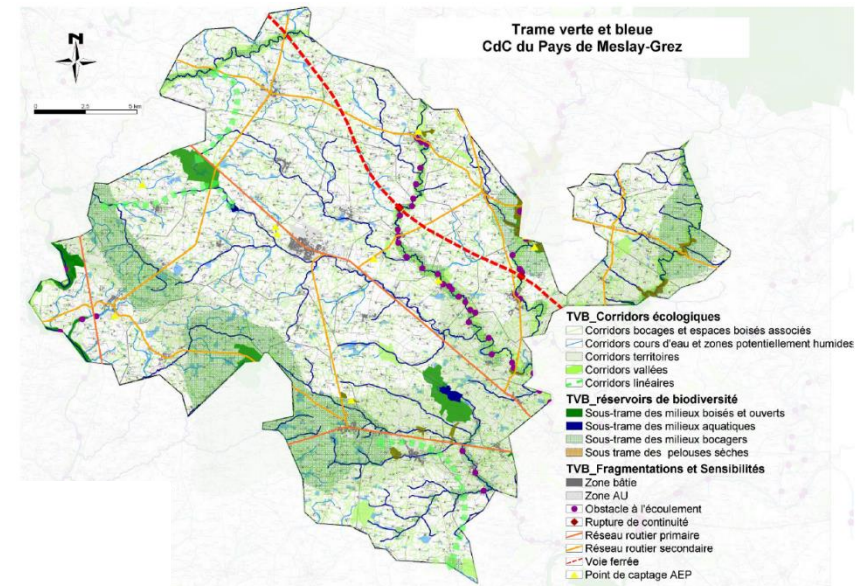 Trame verte et bleue
CdC du Pays de Meslay-Grez
N
0 2,5 5 km
TVB_Corridors écologiques
Corridors bocages et espaces boisés associés
Corridors cours d'eau et zones potentiellement humides
Corridors territoires
Corridors vallées
Corridors linéaires
TVB_réservoirs de biodiversité
Sous-trame des milieux boisés et ouverts
Sous-trame des milieux aquatiques
Sous-trame des milieux bocagers
Sous trame des pelouses sèches
TVB_Fragmentations et Sensibilités
Zone bâtie
Zone AU
Obstacle à l'écoulement
Rupture de continuité
Réseau routier primaire
Réseau routier secondaire
Voie ferrée
Point de captage AEP